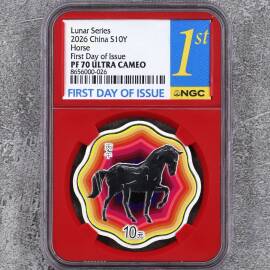 Lunar Series
2026 China S10Y
Horse
First Day of Issue
PF 70 ULTRA CAMEO
8656000-026
1st
FIRST DAY OF ISSUE
NGC
10元